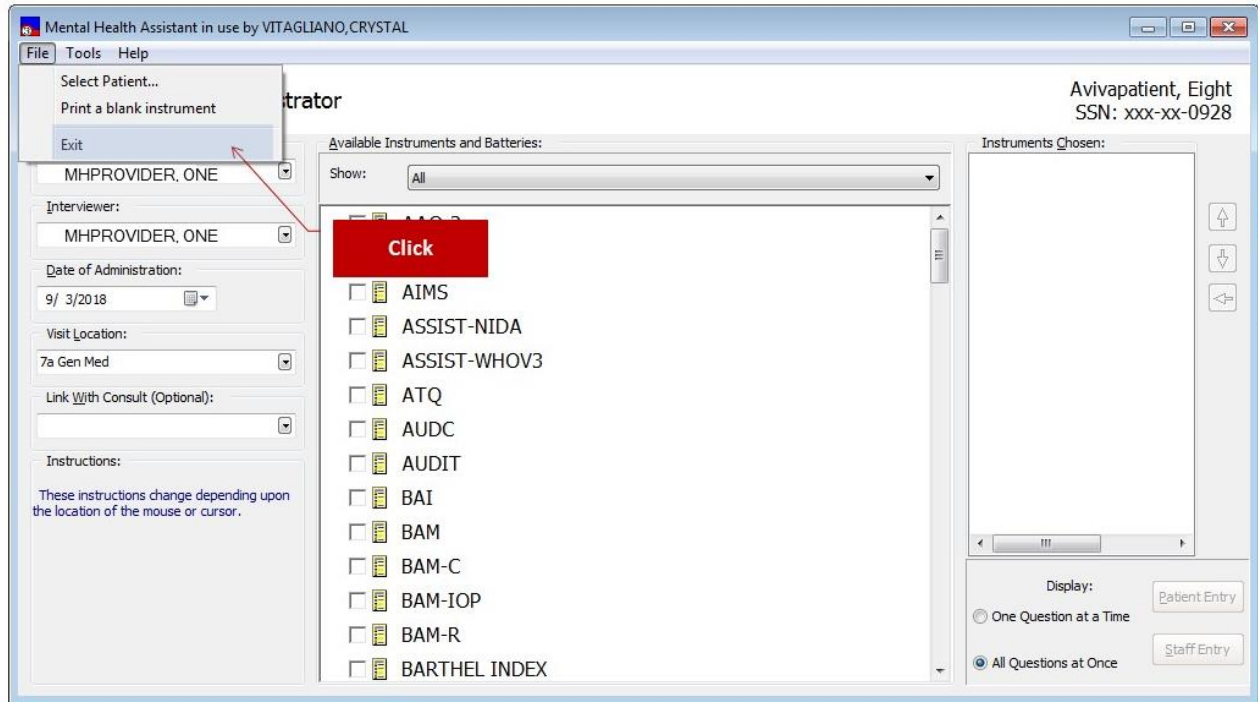 Mental Health Assistant in use by VITAGLIANO,CRYSTAL
File Tools Help
Select Patient...
Print a blank instrument
Exit
strator
Avivapatient, Eight
SSN: xxx-xx-0928
MHPROVIDER, ONE
Interviewer:
MHPROVIDER, ONE
Date of Administration:
9/ 3/2018
Visit Location:
7a Gen Med
Link With Consult (Optional):
Instructions:
These instructions change depending upon
the location of the mouse or cursor.
Available Instruments and Batteries:
Show: All
Click
AIMS
ASSIST-NIDA
ASSIST-WHOV3
ATQ
AUDC
AUDIT
BAI
BAM
BAM-C
BAM-IOP
BAM-R
BARTHEL INDEX
Instruments Chosen:
Display:
One Question at a Time
All Questions at Once
Patient Entry
Staff Entry